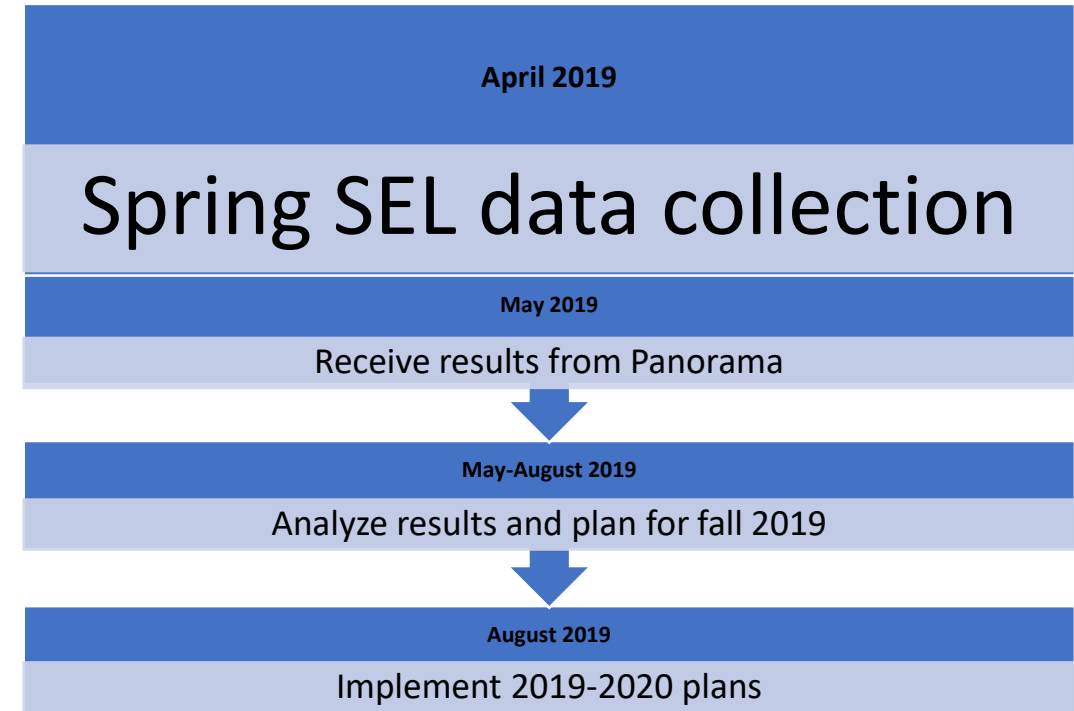 April 2019
Spring SEL data collection
May 2019
Receive results from Panorama
May-August 2019
Analyze results and plan for fall 2019
August 2019
Implement 2019-2020 plans